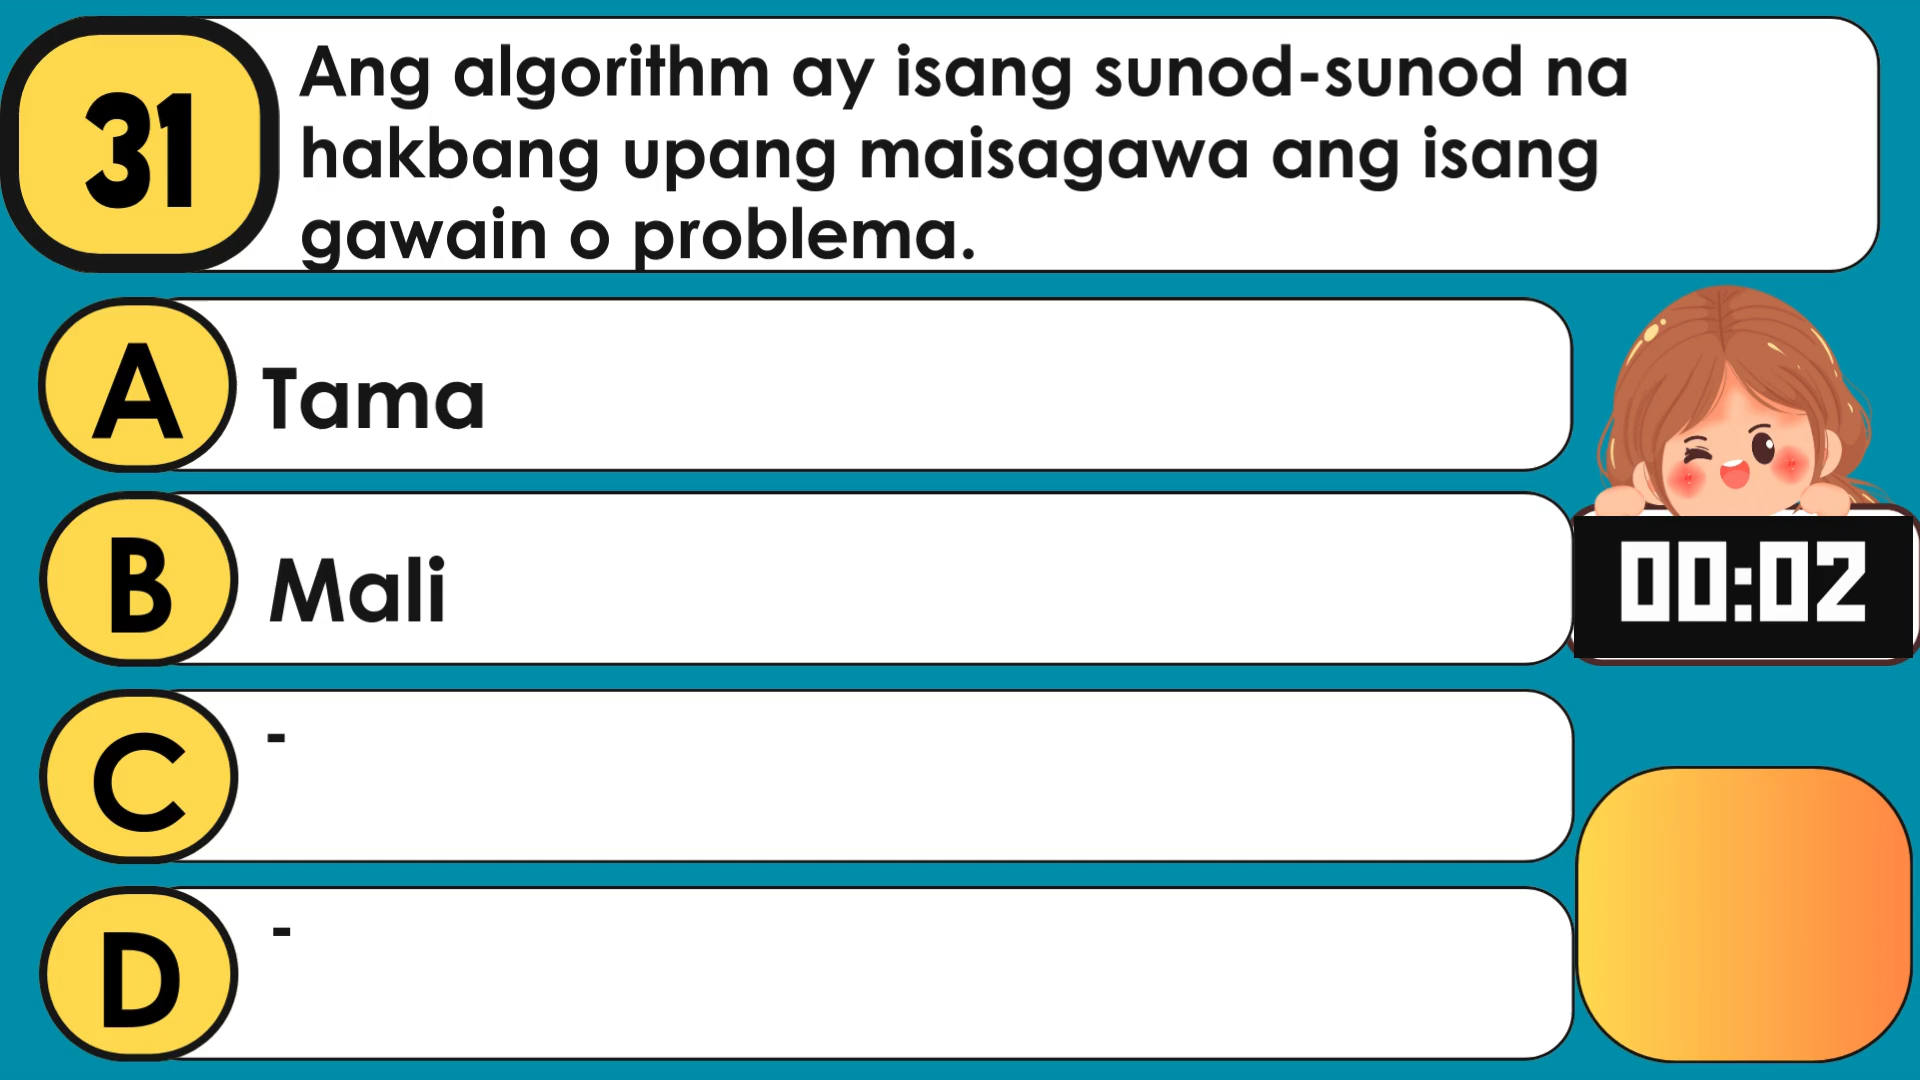 31
Ang algorithm ay isang sunod-sunod na
hakbang upang maisagawa ang isang
gawain o problema.
A
Tama
B
Mali
00:02
C
-
D
-